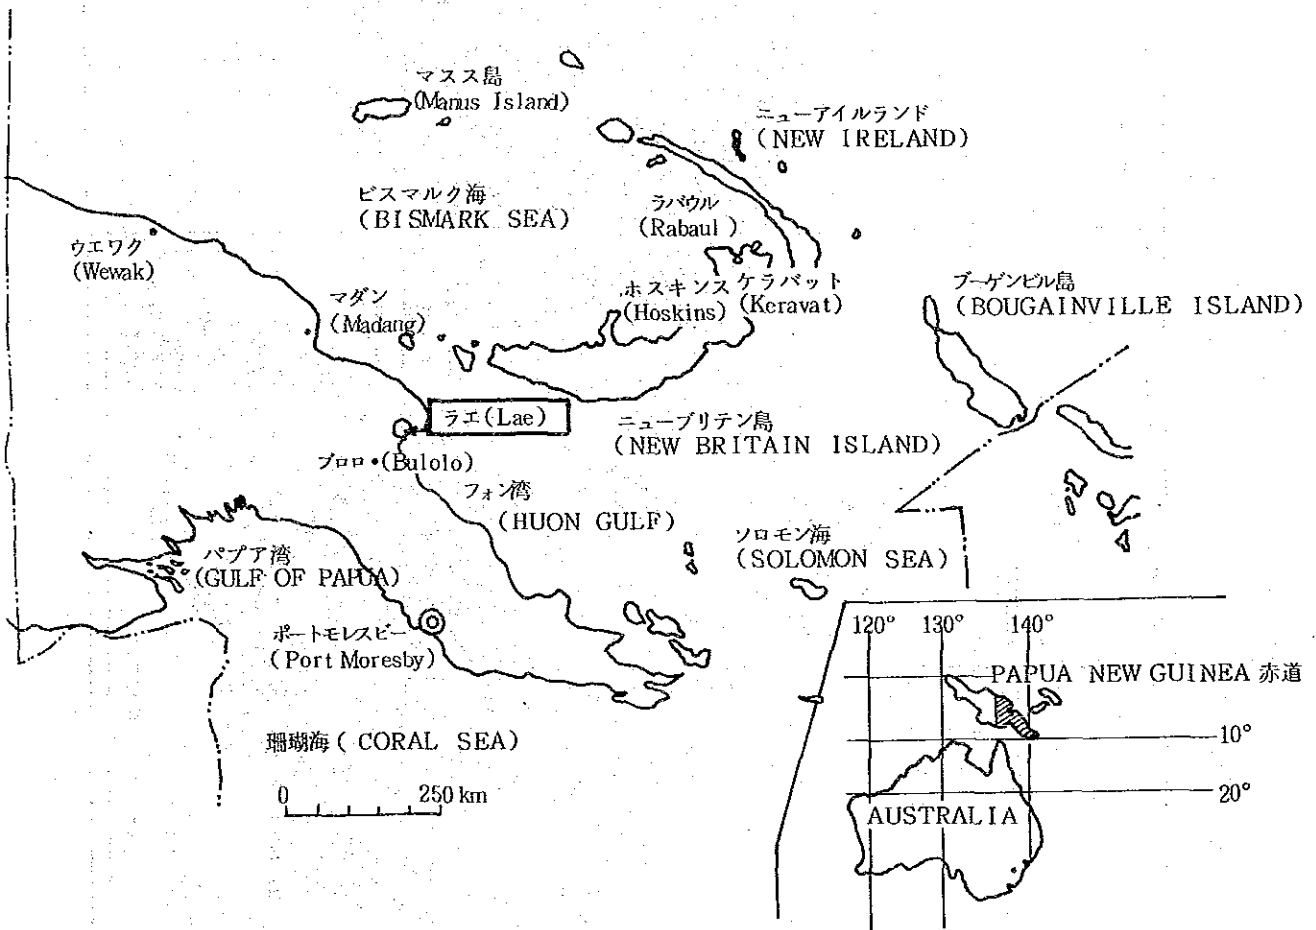 マスス島
(Manus Island)
ニューアイルランド
(NEW IRELAND)
ビスマルク海
(BISMARK SEA)
ラバウル
(Rabaul)
ウエワク
(Wewak)
マダン
(Madang)
ホスキンス
(Hoskins)
ケラバット
(Keravat)
ブーゲンビル島
(BOUGAINVILLE ISLAND)
ラエ(Lae)
ニューブリテン島
(NEW BRITAIN ISLAND)
ブロロ・(Bulolo)
フォン湾
(HUON GULF)
ソロモン海
(SOLOMON SEA)
パプア湾
(GULF OF PAPUA)
ポートモレスビー
(Port Moresby)
珊瑚海(CORAL SEA)
0 250km
120° 130° 140°
PAPUA NEW GUINEA 赤道
10°
20°
AUSTRALIA